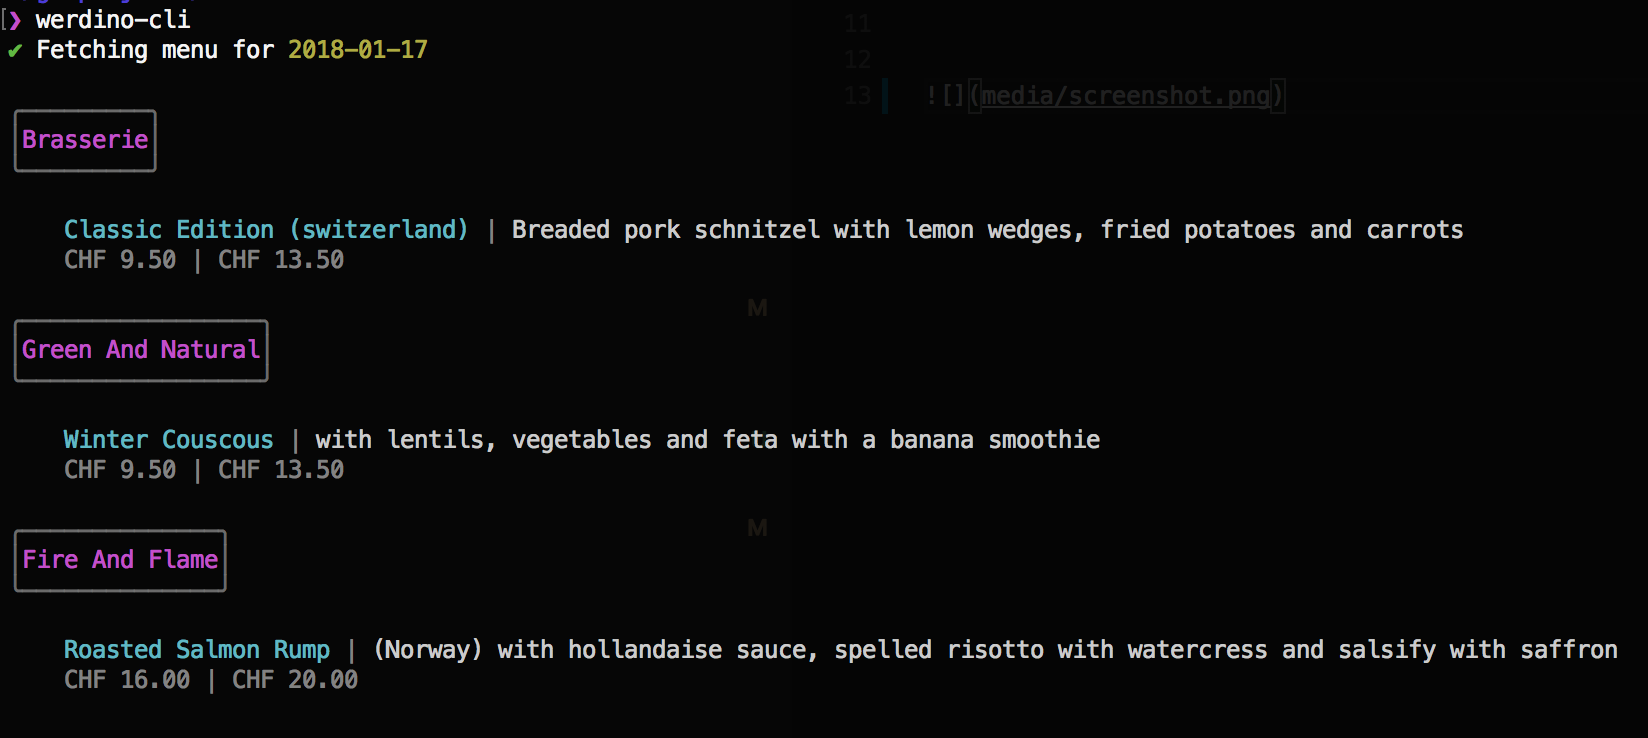 ❯ werdino-cli
✔ Fetching menu for 2018-01-17
11
12
13 ![](media/screenshot.png)
Brasserie
Classic Edition (switzerland) | Breaded pork schnitzel with lemon wedges, fried potatoes and carrots
CHF 9.50 | CHF 13.50
M
Green And Natural
Winter Couscous | with lentils, vegetables and feta with a banana smoothie
CHF 9.50 | CHF 13.50
M
Fire And Flame
Roasted Salmon Rump | (Norway) with hollandaise sauce, spelled risotto with watercress and salsify with saffron
CHF 16.00 | CHF 20.00